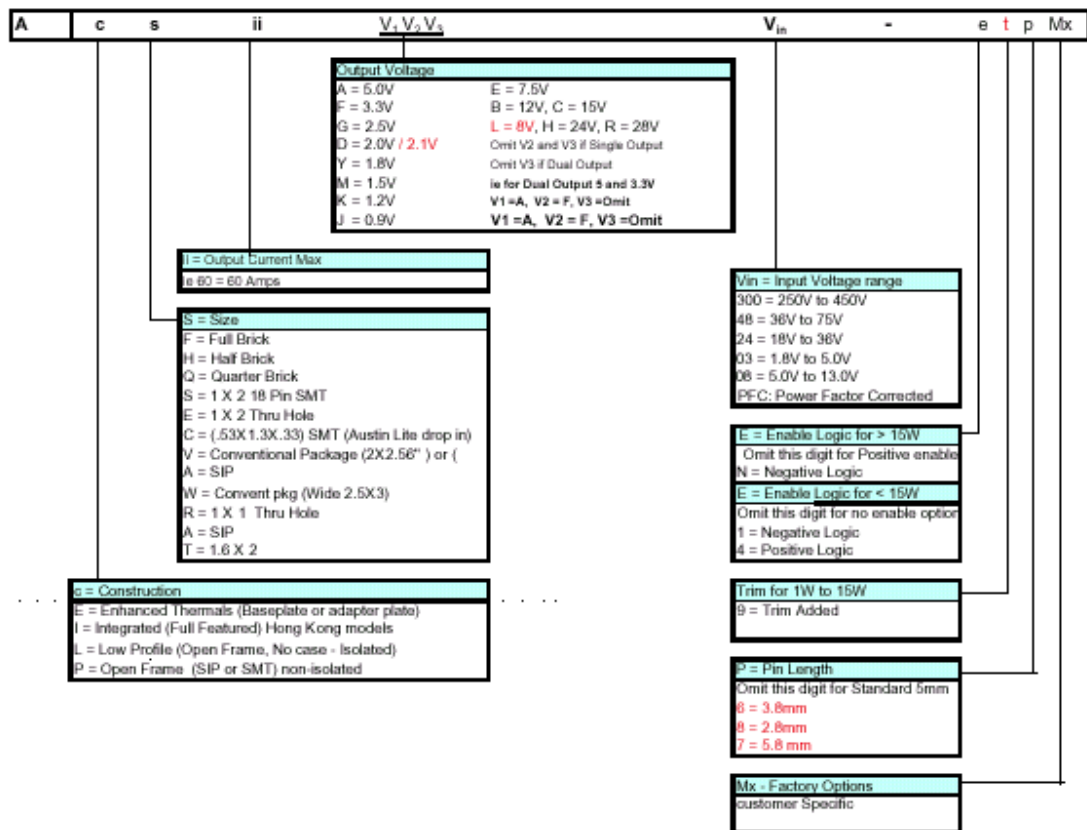 A c s ii V1 V2 V3 Vin - e t p Mx
Output Voltage
A = 5.0V E = 7.5V
F = 3.3V B = 12V, C = 15V
G = 2.5V L = 8V, H = 24V, R = 28V
D = 2.0V / 2.1V Omit V2 and V3 if Single Output
Y = 1.8V Omit V3 if Dual Output
M = 1.5V ie for Dual Output 5 and 3.3V
K = 1.2V V1 =A, V2 = F, V3 =Omit
J = 0.9V V1 =A, V2 = F, V3 =Omit
II = Output Current Max
Ie 60 = 60 Amps
S = Size
F = Full Brick
H = Half Brick
Q = Quarter Brick
S = 1 X 2 18 Pin SMT
E = 1 X 2 Thru Hole
C = (.53X1.3X.33) SMT (Austin Lite drop in)
V = Conventional Package (2X2.56" ) or (
A = SIP
W = Convent pkg (Wide 2.5X3)
R = 1 X 1 Thru Hole
A = SIP
T = 1.6 X 2
c = Construction
E = Enhanced Thermals (Baseplate or adapter plate)
I = Integrated (Full Featured) Hong Kong models
L = Low Profile (Open Frame, No case - Isolated)
P = Open Frame (SIP or SMT) non-isolated
Vin = Input Voltage range
300 = 250V to 450V
48 = 36V to 75V
24 = 18V to 36V
03 = 1.8V to 5.0V
08 = 5.0V to 13.0V
PFC: Power Factor Corrected
E = Enable Logic for > 15W
Omit this digit for Positive enable
N = Negative Logic
E = Enable Logic for < 15W
Omit this digit for no enable option
1 = Negative Logic
4 = Positive Logic
Trim for 1W to 15W
9 = Trim Added
P = Pin Length
Omit this digit for Standard 5mm
6 = 3.8mm
8 = 2.8mm
7 = 5.8 mm
Mx - Factory Options
customer Specific